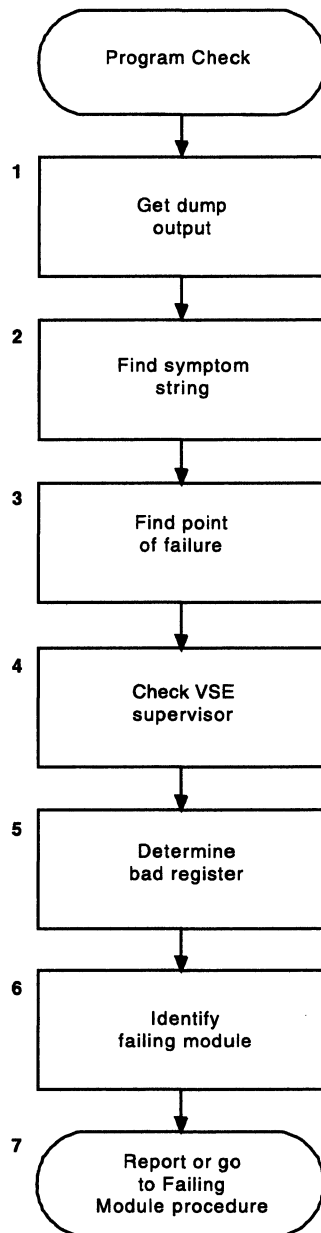 Program Check
1
Get dump
output
2
Find symptom
string
3
Find point
of failure
4
Check VSE
supervisor
5
Determine
bad register
6
Identify
failing module
7
Report or go
to Failing
Module procedure